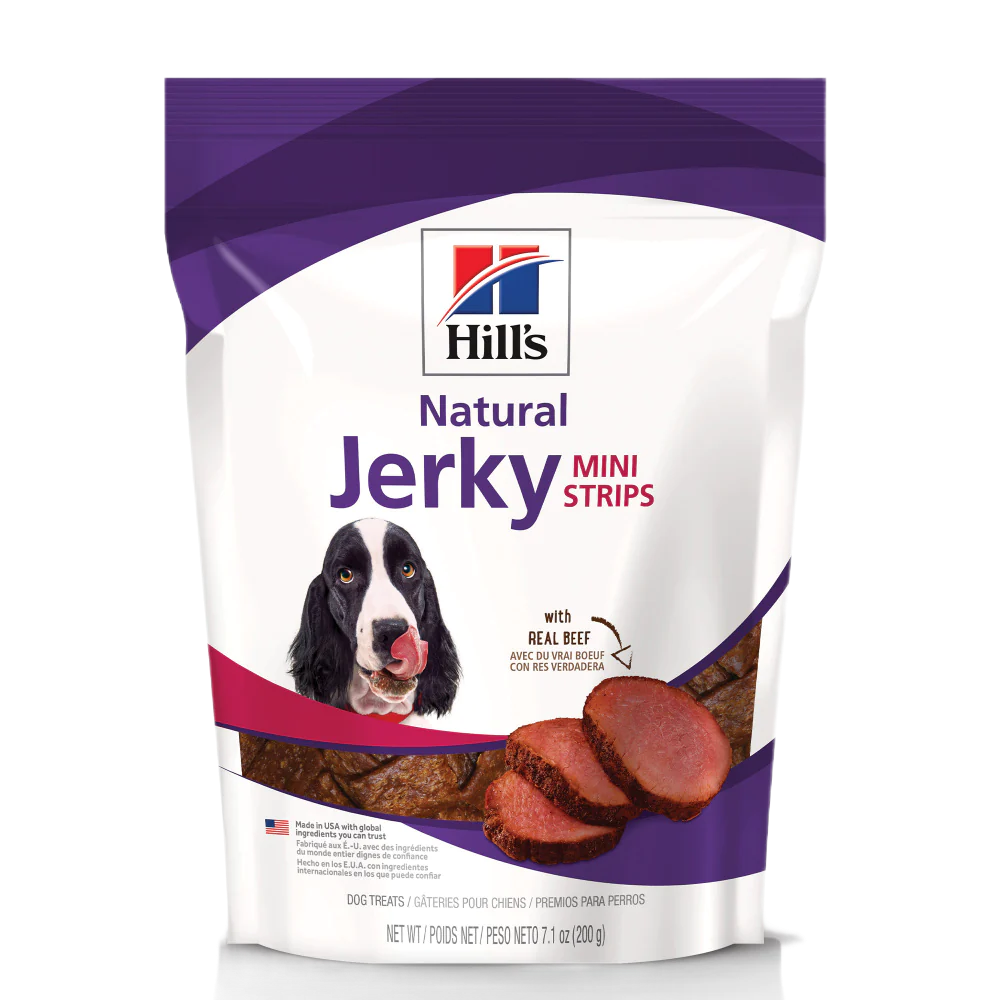 Hill's
Natural
Jerky
MINI
STRIPS
with
REAL BEEF
AVEC DU VRAI BOEUF
CON RES VERDADERA
Made in USA with global
ingredients you can trust
Fabriqué aux É.-U. avec des ingrédients
du monde entier dignes de confiance
Hecho en los E.U.A. con ingredientes
internacionales en los que puede confiar
DOG TREATS / GÂTERIES POUR CHIENS / PREMIOS PARA PERROS
NET WT / POIDS NET / PESO NETO 7.1 oz (200 g)